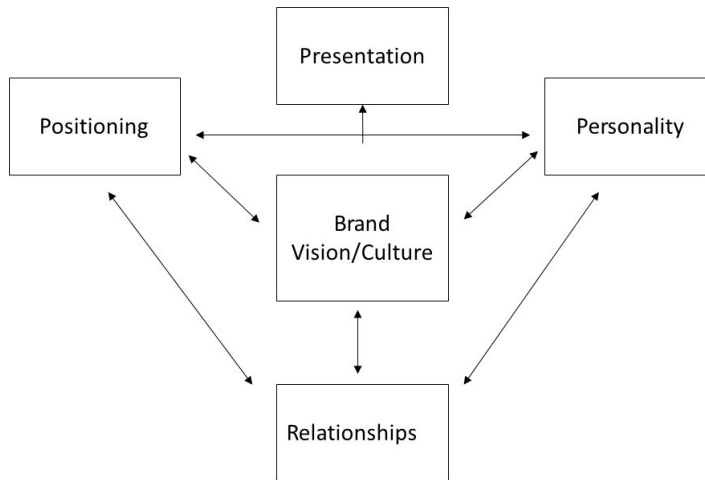 Presentation
Positioning
Personality
Brand
Vision/Culture
Relationships